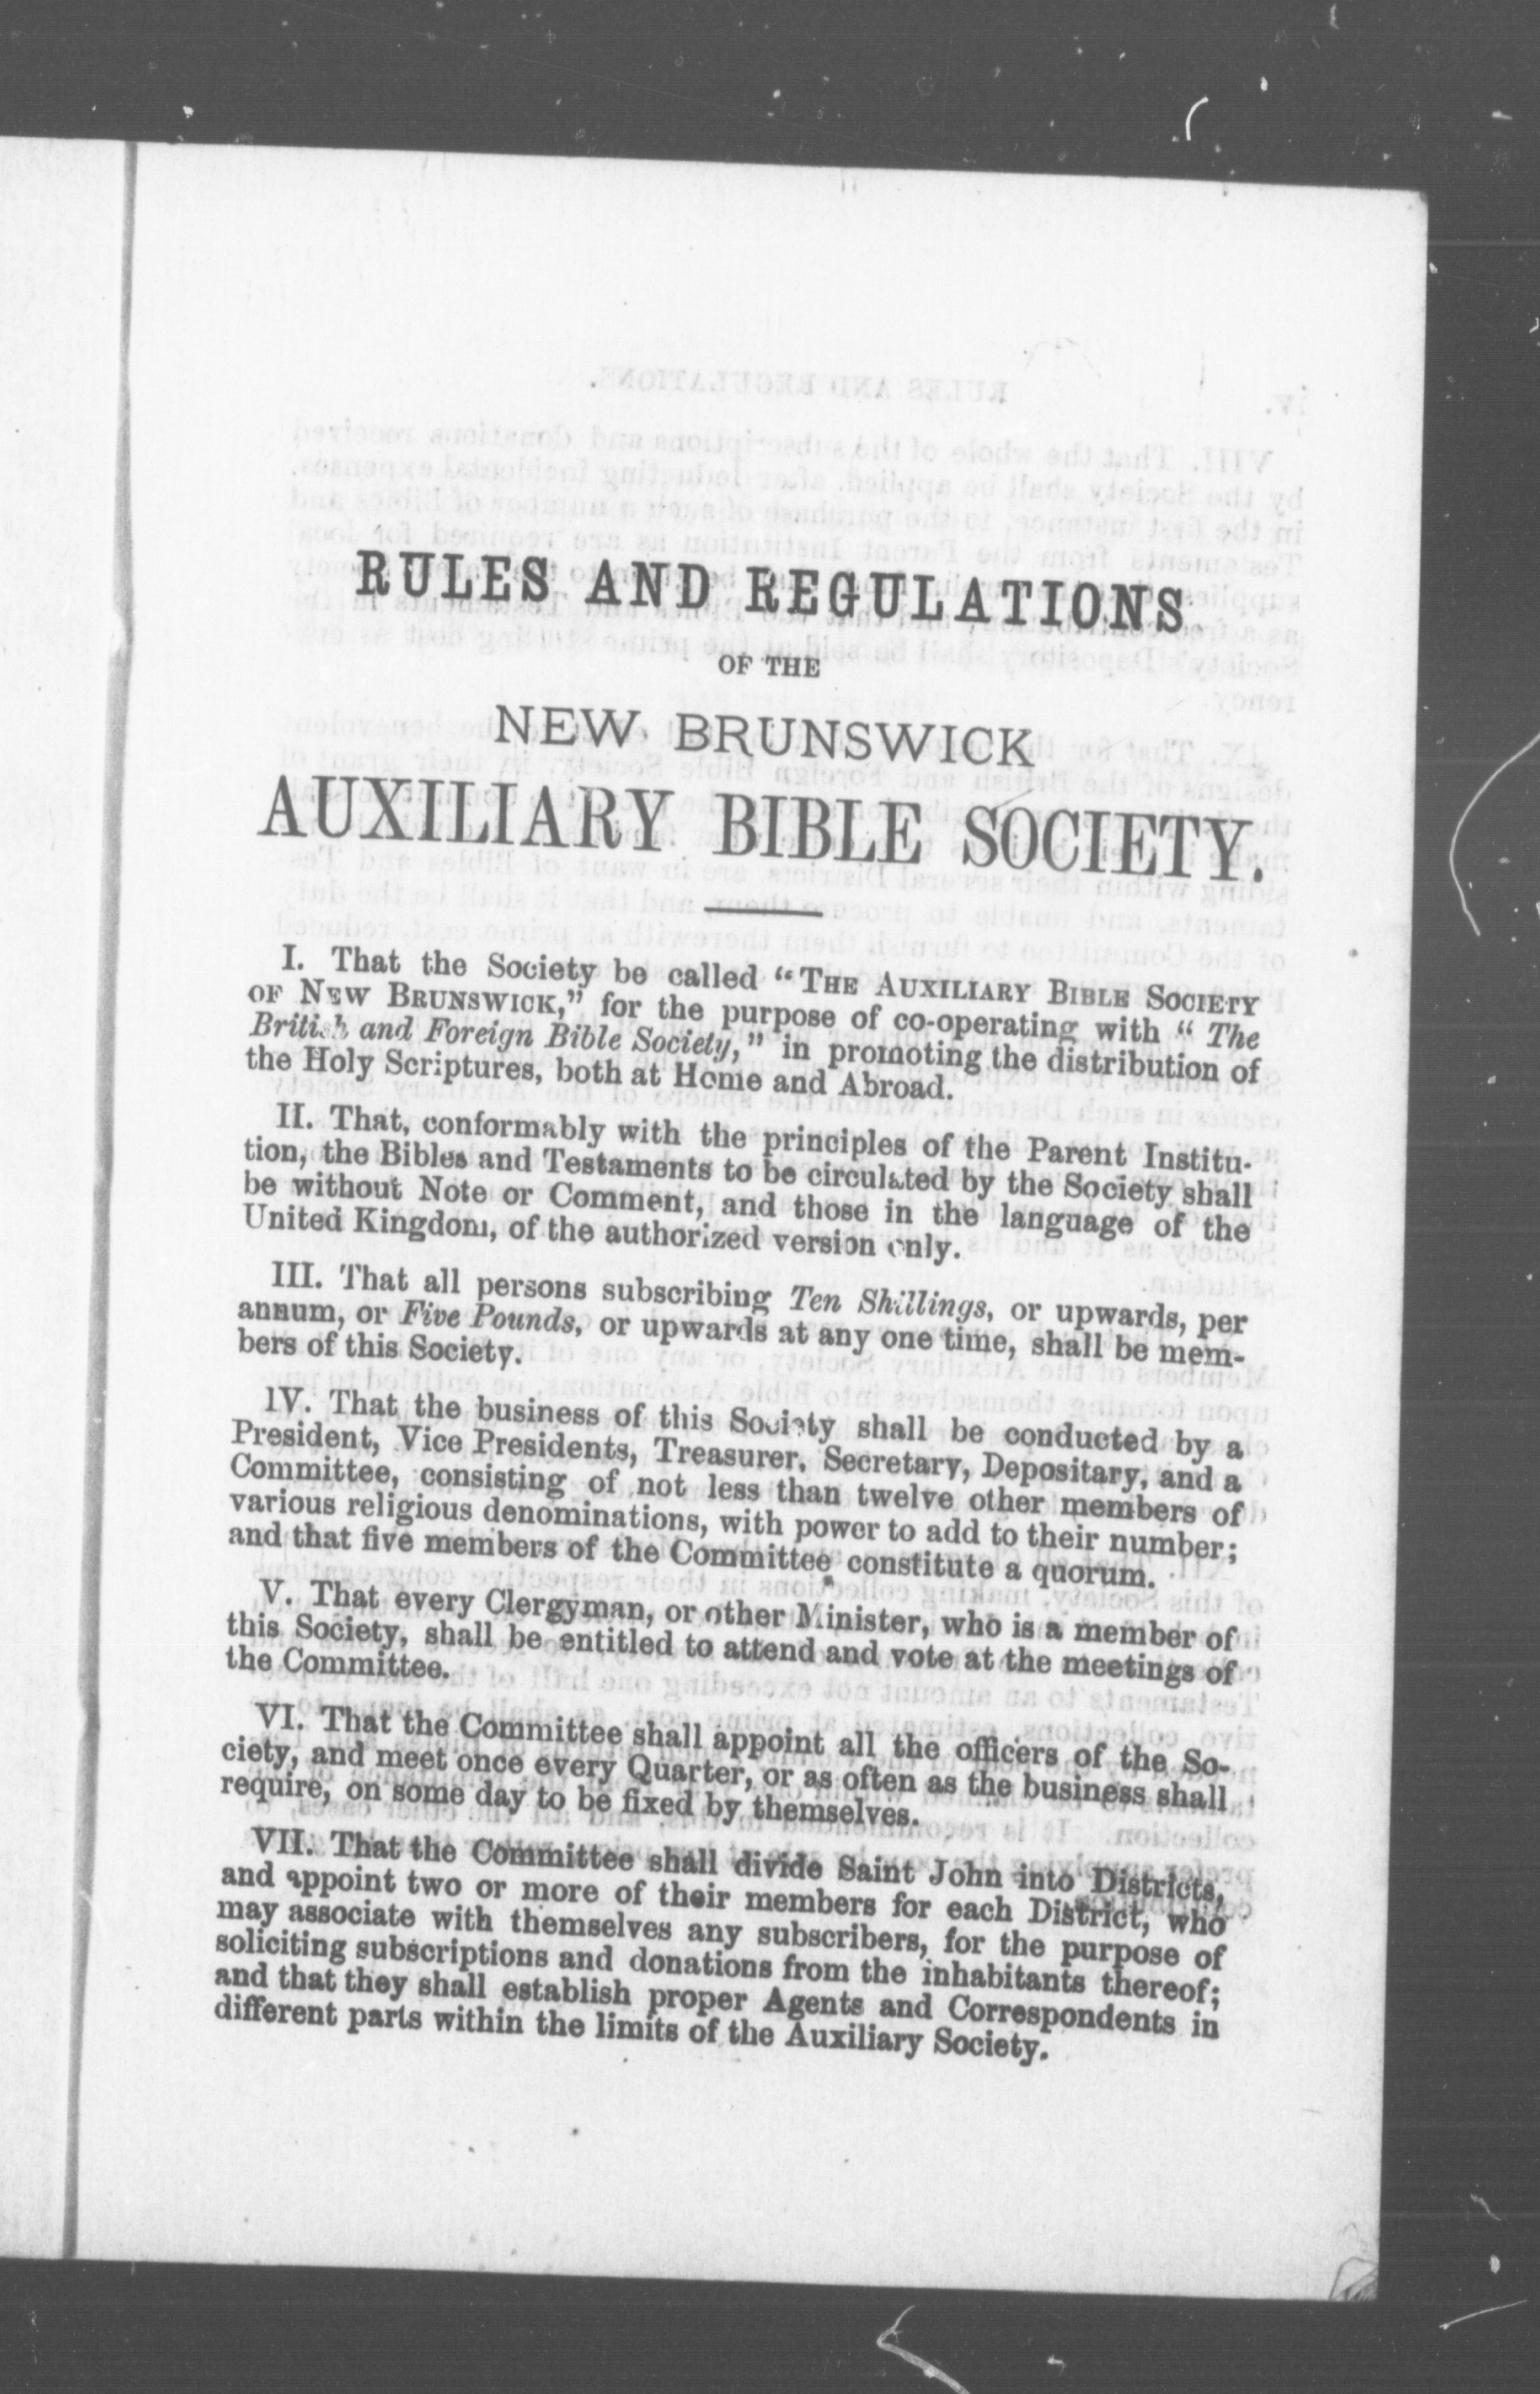 RULES AND REGULATIONS
OF THE
NEW BRUNSWICK
AUXILIARY BIBLE SOCIETY.
I. That the Society be called "THE AUXILIARY BIBLE SOCIETY
OF NEW BRUNSWICK," for the purpose of co-operating with "The
British and Foreign Bible Society," in promoting the distribution of
the Holy Scriptures, both at Home and Abroad.
II. That, conformably with the principles of the Parent Institu-
tion, the Bibles and Testaments to be circulated by the Society shall
be without Note or Comment, and those in the language of the
United Kingdom, of the authorized version only.
III. That all persons subscribing Ten Shillings, or upwards, per
annum, or Five Pounds, or upwards at any one time, shall be mem-
bers of this Society.
IV. That the business of this Society shall be conducted by a
President, Vice Presidents, Treasurer, Secretary, Depositary, and a
Committee, consisting of not less than twelve other members of
various religious denominations, with power to add to their number;
and that five members of the Committee constitute a quorum.
V. That every Clergyman, or other Minister, who is a member of
this Society, shall be entitled to attend and vote at the meetings of
the Committee.
VI. That the Committee shall appoint all the officers of the So-
ciety, and meet once every Quarter, or as often as the business shall
require, on some day to be fixed by themselves.
VII. That the Committee shall divide Saint John into Districts,
and appoint two or more of their members for each District, who
may associate with themselves any subscribers, for the purpose of
soliciting subscriptions and donations from the inhabitants thereof;
and that they shall establish proper Agents and Correspondents in
different parts within the limits of the Auxiliary Society.